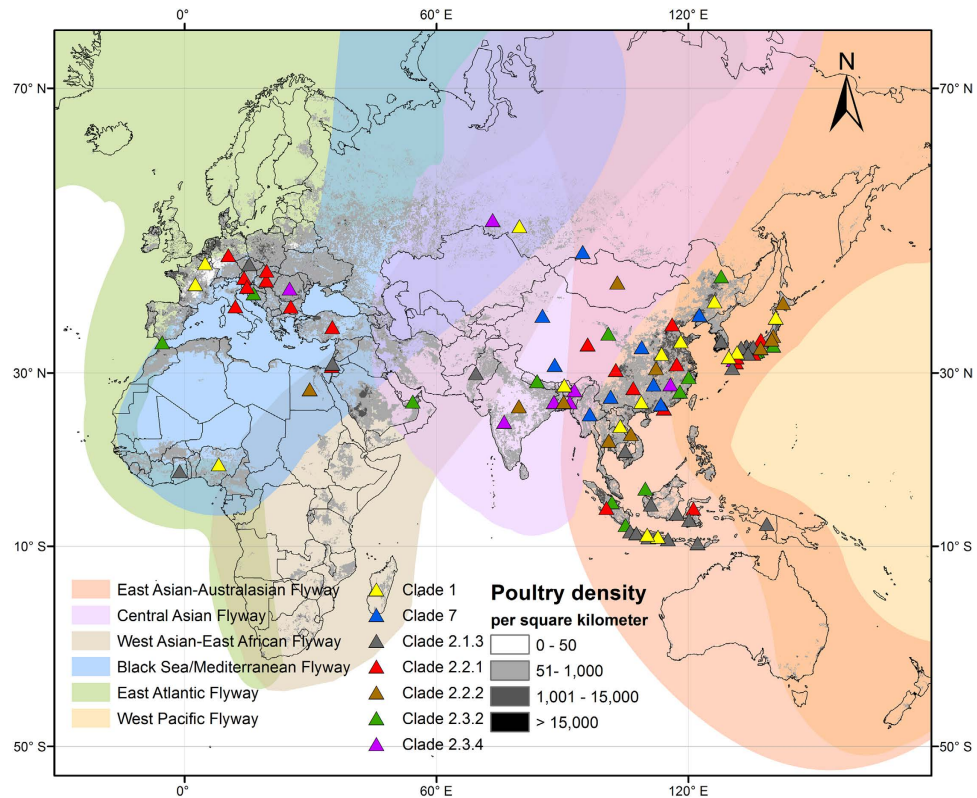 0° 60° E 120° E
N
70° N 70° N
30° N 30° N
10° S 10° S
East Asian-Australasian Flyway
Central Asian Flyway
West Asian-East African Flyway
Black Sea/Mediterranean Flyway
East Atlantic Flyway
West Pacific Flyway
Clade 1
Clade 7
Clade 2.1.3
Clade 2.2.1
Clade 2.2.2
Clade 2.3.2
Clade 2.3.4
Poultry density
per square kilometer
0 - 50
51- 1,000
1,001 - 15,000
> 15,000
50° S 50° S
0° 60° E 120° E